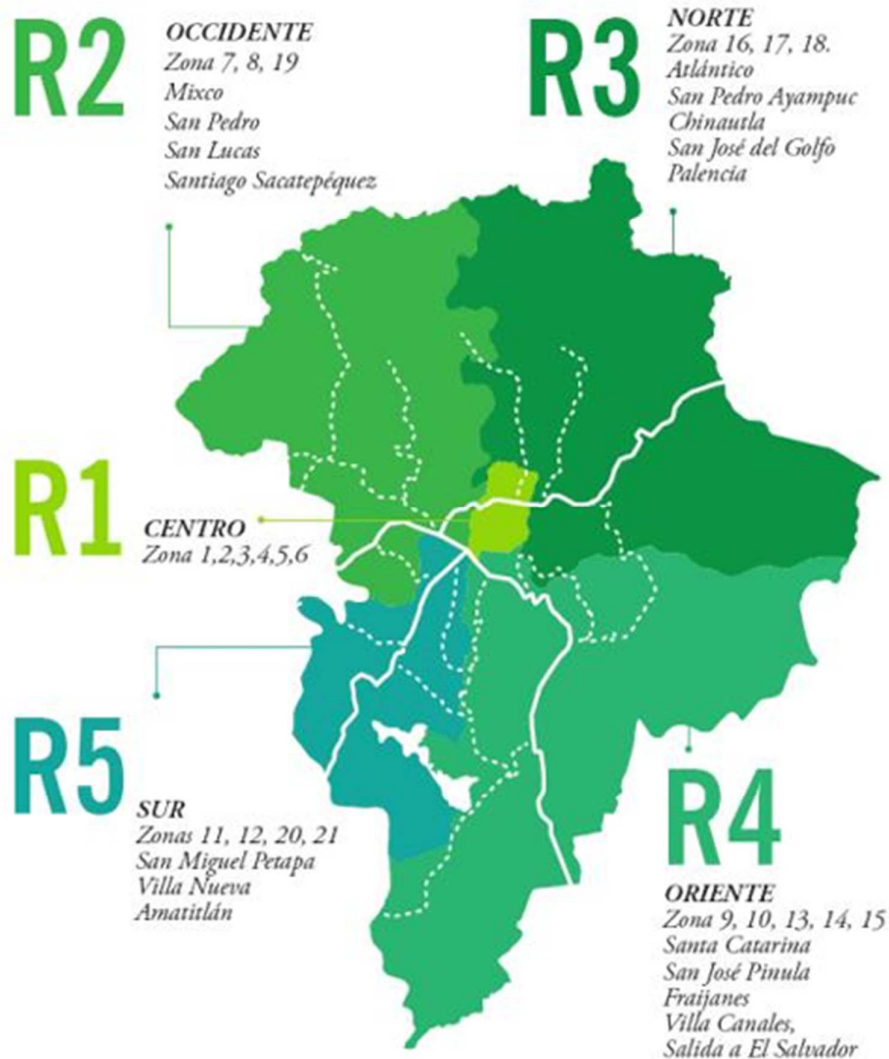 R2
OCCIDENTE
Zona 7, 8, 19
Mixco
San Pedro
San Lucas
Santiago Sacatepéquez
R3
NORTE
Zona 16, 17, 18.
Atlántico
San Pedro Ayampuc
Chinautla
San José del Golfo
Palencia
R1
CENTRO
Zona 1,2,3,4,5,6
R5
SUR
Zonas 11, 12, 20, 21
San Miguel Petapa
Villa Nueva
Amatitlán
R4
ORIENTE
Zona 9, 10, 13, 14, 15
Santa Catarina
San José Pinula
Fraijanes
Villa Canales,
Salida a El Salvador